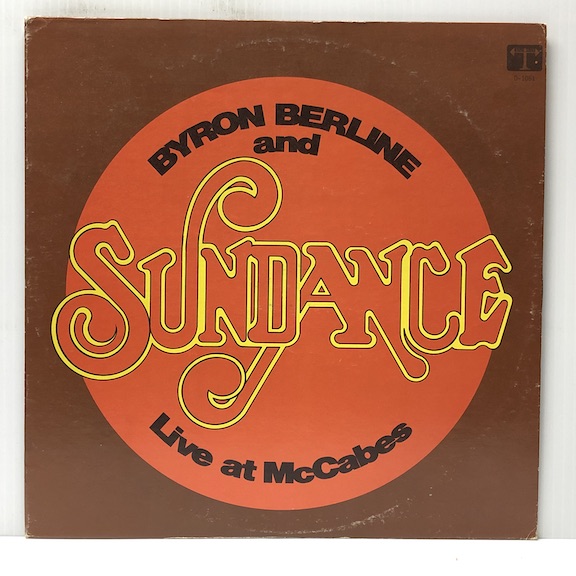 BYRON BERLINE
and
SUNDANCE
Live at McCabes